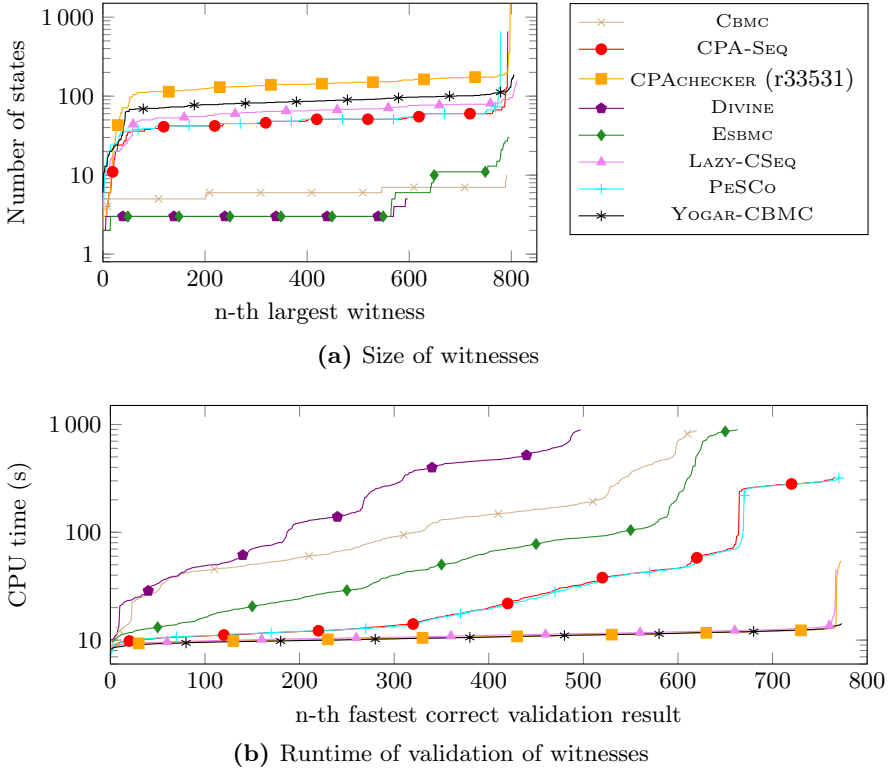 1 000
100
10
1
Number of states
0
200
400
600
800
n-th largest witness
CBMC
CPA-SEQ
CPACHECKER (r33531)
DIVINE
ESBMC
LAZY-CSEQ
PESCO
YOGAR-CBMC
(a) Size of witnesses
1 000
100
10
CPU time (s)
0
100
200
300
400
500
600
700
800
n-th fastest correct validation result
(b) Runtime of validation of witnesses